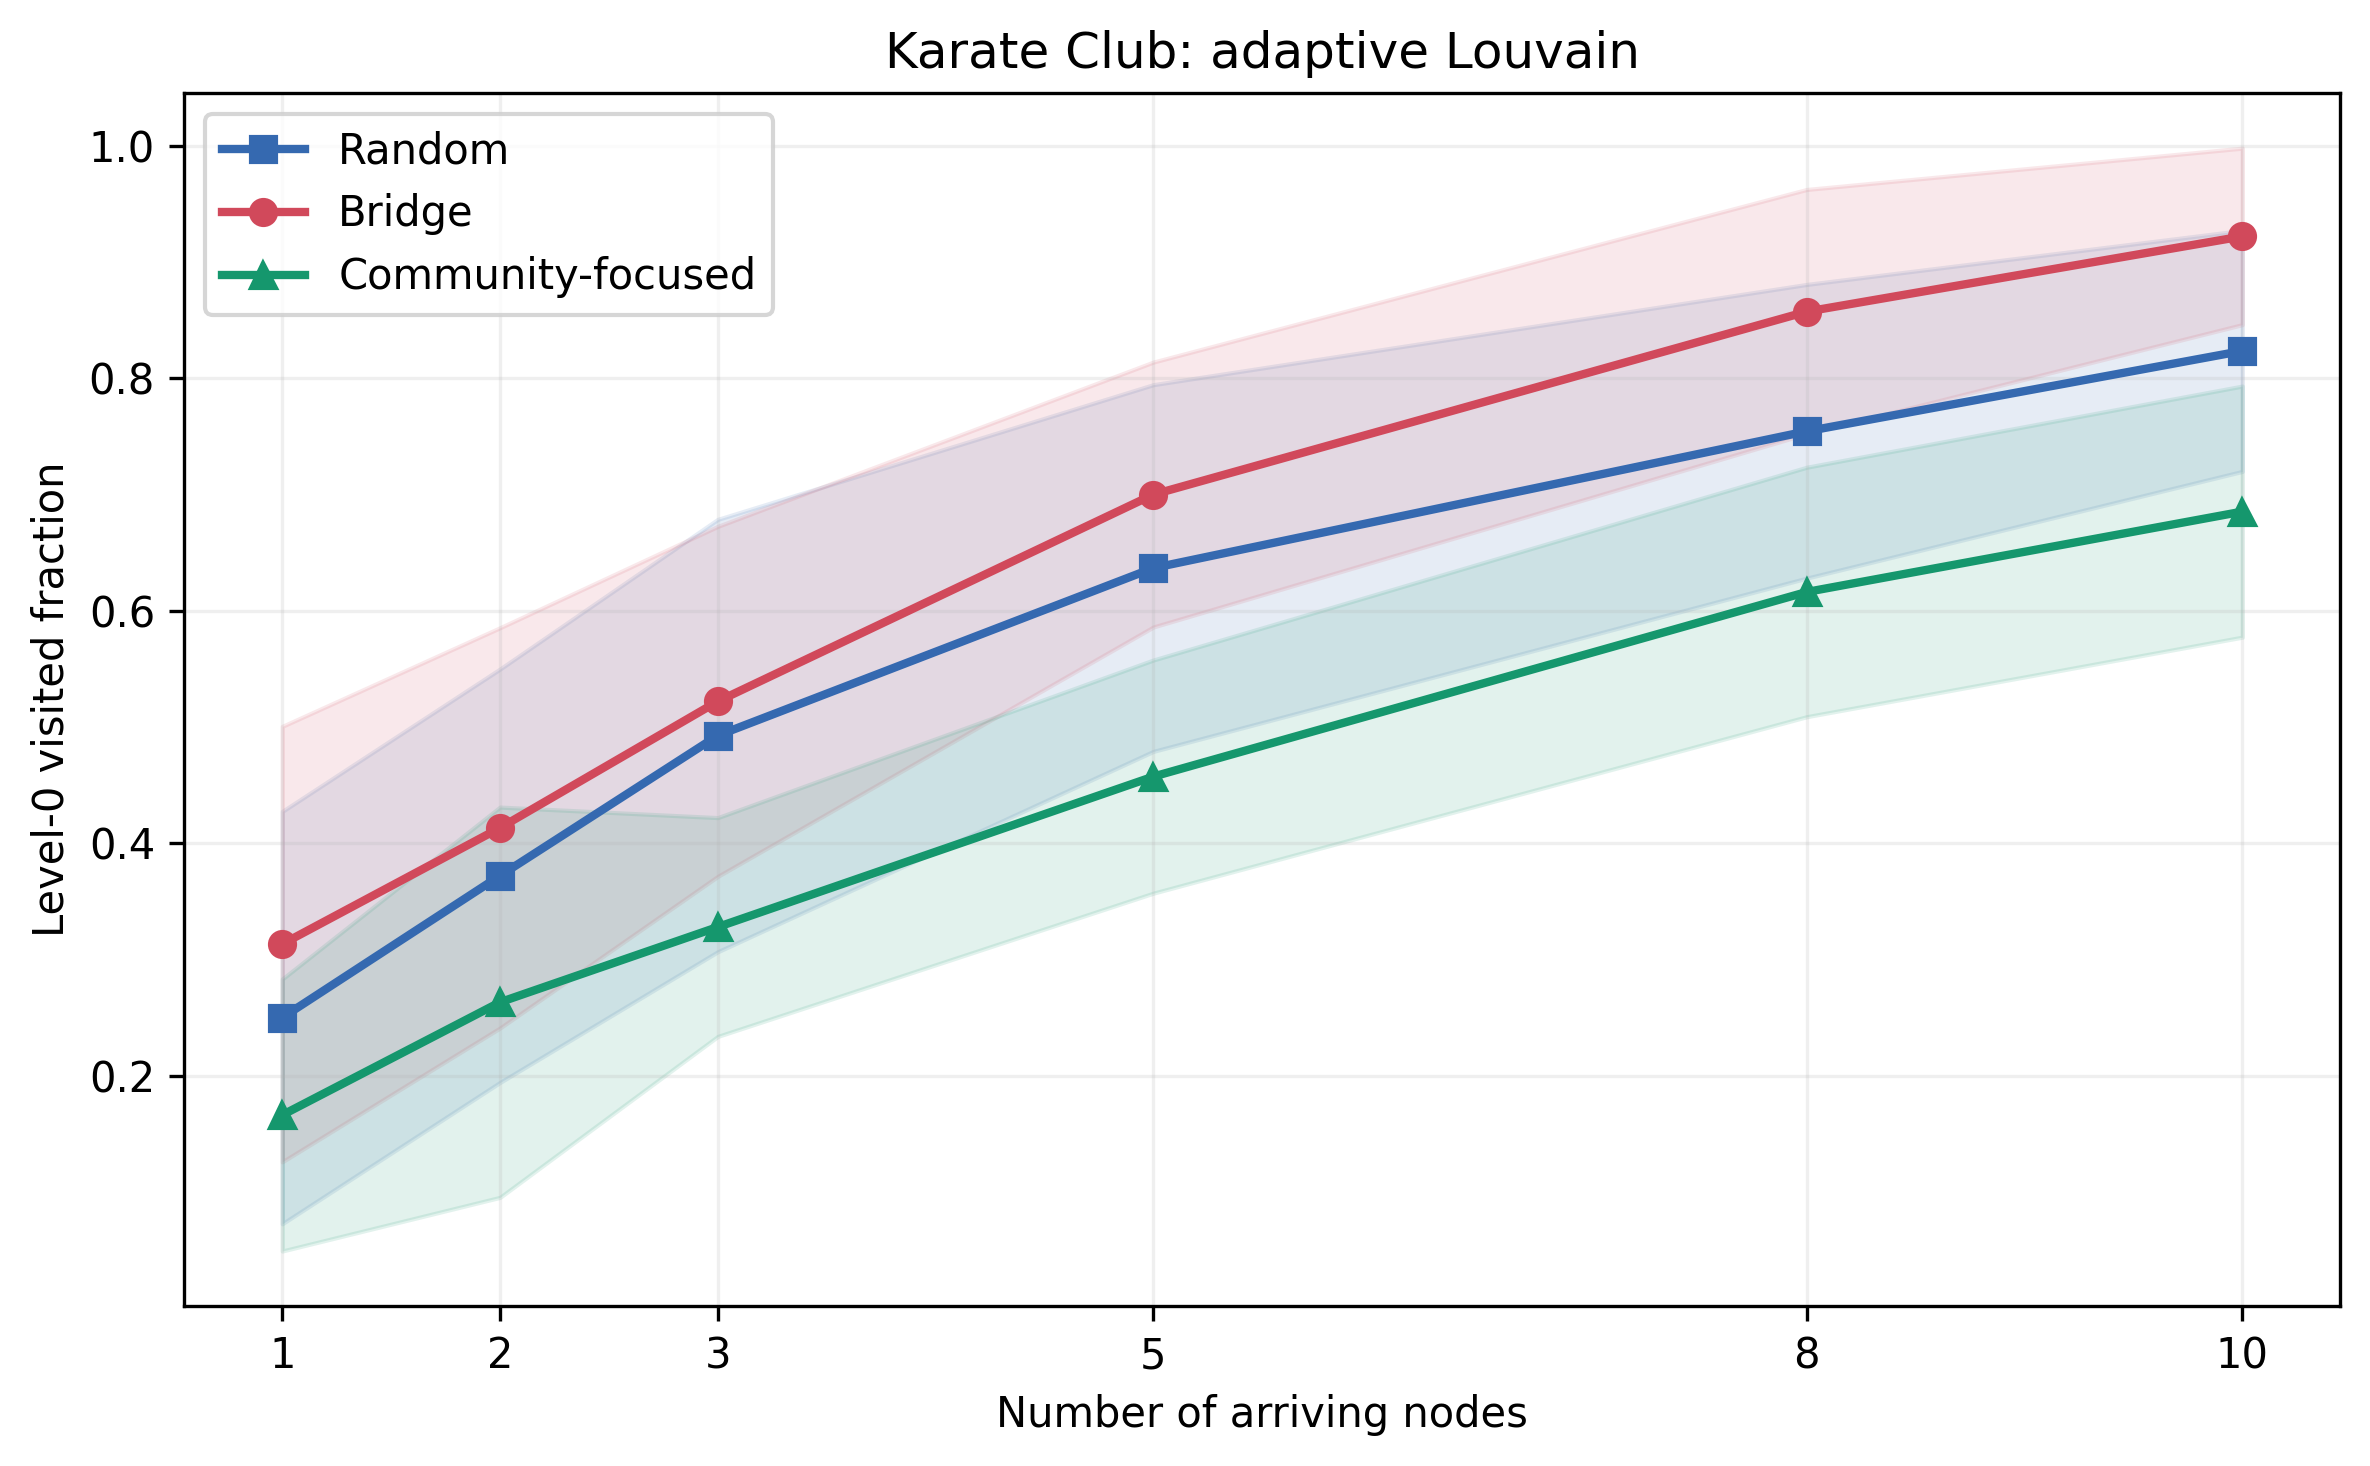 Karate Club: adaptive Louvain
Random
Bridge
Community-focused
1.0
0.8
0.6
0.4
0.2
Level-0 visited fraction
1 2 3 5 8 10
Number of arriving nodes